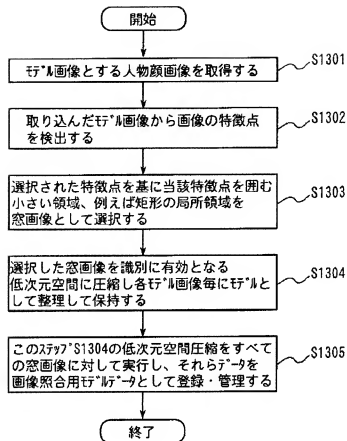 開始
S1301
ﾓﾃﾞﾙ画像とする人物顔画像を取得する
S1302
取り込んだﾓﾃﾞﾙ画像から画像の特徴点
を検出する
S1303
選択された特徴点を基に当該特徴点を囲む
小さい領域、例えば矩形の局所領域を
窓画像として選択する
S1304
選択した窓画像を識別に有効となる
低次元空間に圧縮し各ﾓﾃﾞﾙ画像毎にﾓﾃﾞﾙと
して整理して保持する
S1305
このｽﾃｯﾌﾟS1304の低次元空間圧縮をすべて
の窓画像に対して実行し、それらﾃﾞｰﾀを
画像照合用ﾓﾃﾞﾙﾃﾞｰﾀとして登録・管理する
終了